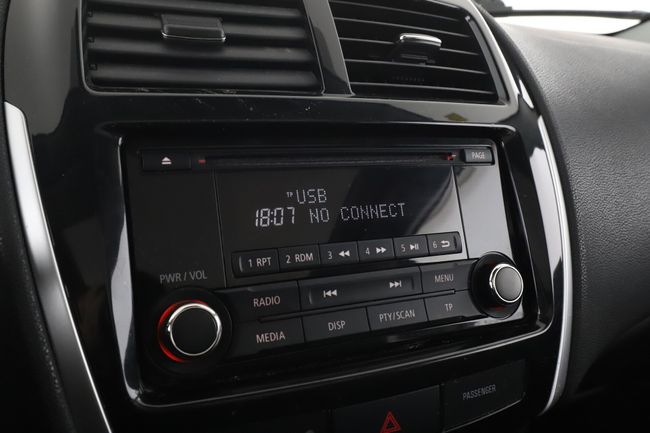 PAGE
TP USB
18:07 NO CONNECT
1 RPT 2 RDM 3 4 5 6
PWR / VOL
RADIO MENU
MEDIA DISP PTY/SCAN TP
PASSENGER